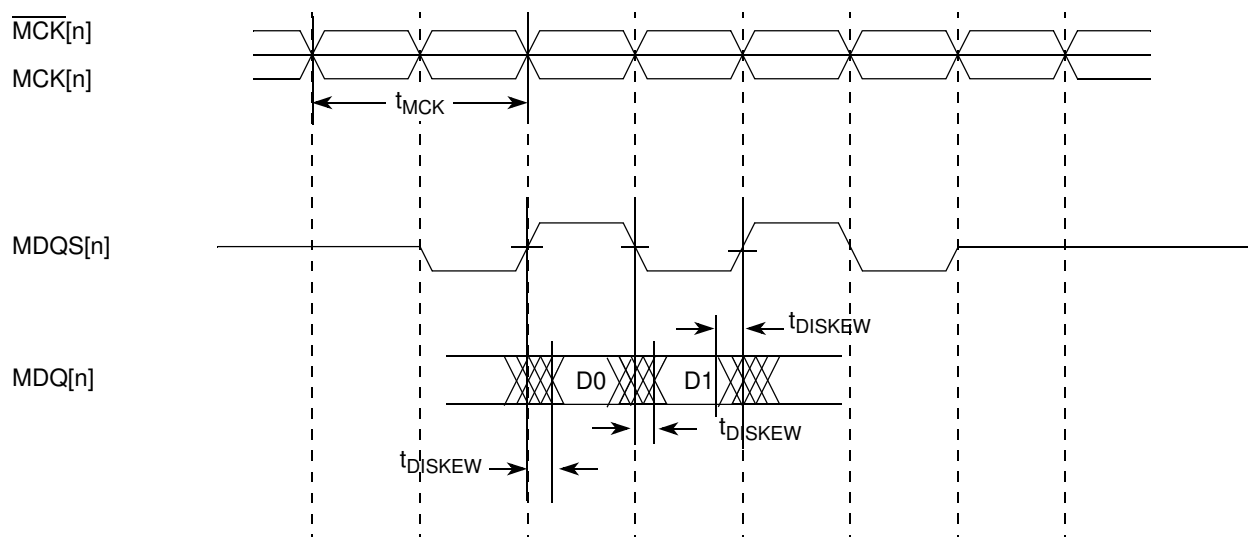 MCK[n]
MCK[n]
tMCK
MDQS[n]
tDISKEW
MDQ[n]
D0
D1
tDISKEW
tDISKEW